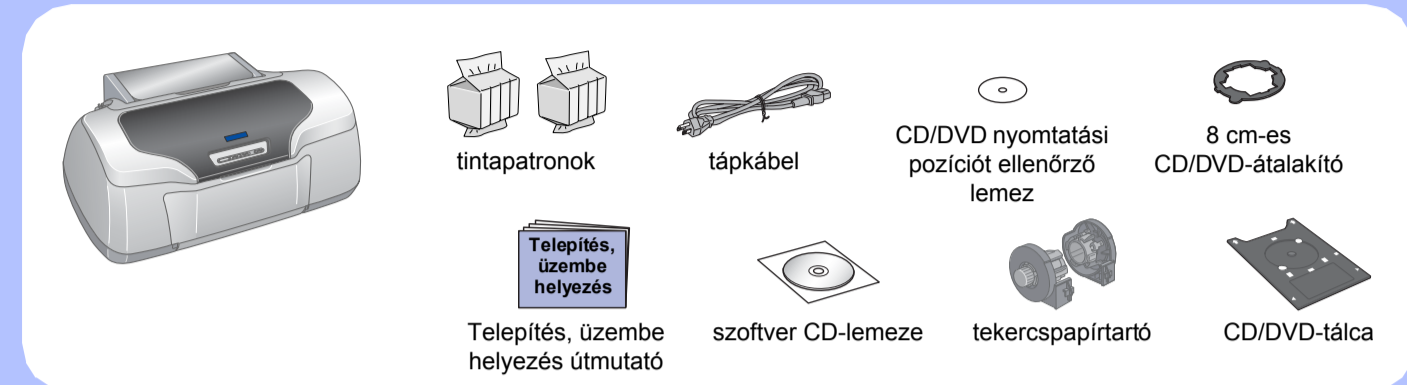 tintapatronok
tápkábel
CD/DVD nyomtatási
pozíciót ellenőrző
lemez
8 cm-es
CD/DVD-átalakító
Telepítés,
üzembe
helyezés
Telepítés, üzembe
helyezés útmutató
szoftver CD-lemeze
tekercspapírtartó
CD/DVD-tálca